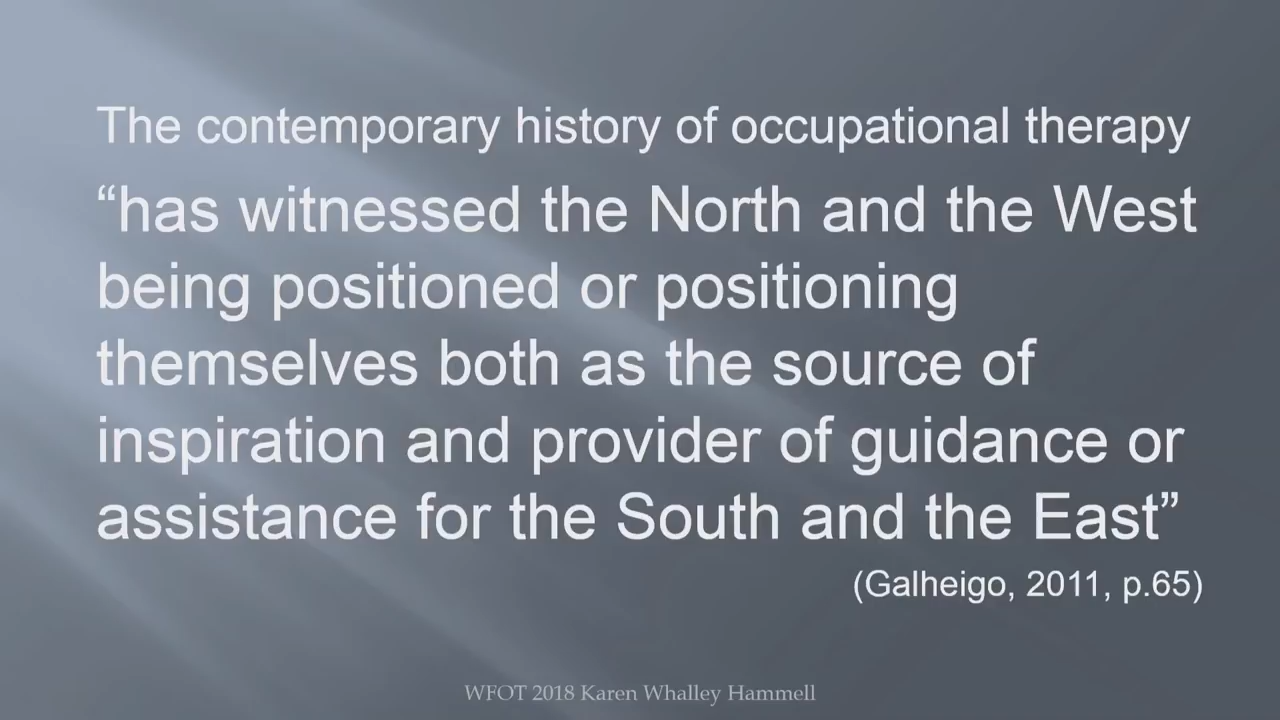 The contemporary history of occupational therapy
“has witnessed the North and the West
being positioned or positioning
themselves both as the source of
inspiration and provider of guidance or
assistance for the South and the East”
(Galheigo, 2011, p.65)
WFOT 2018 Karen Whalley Hammell